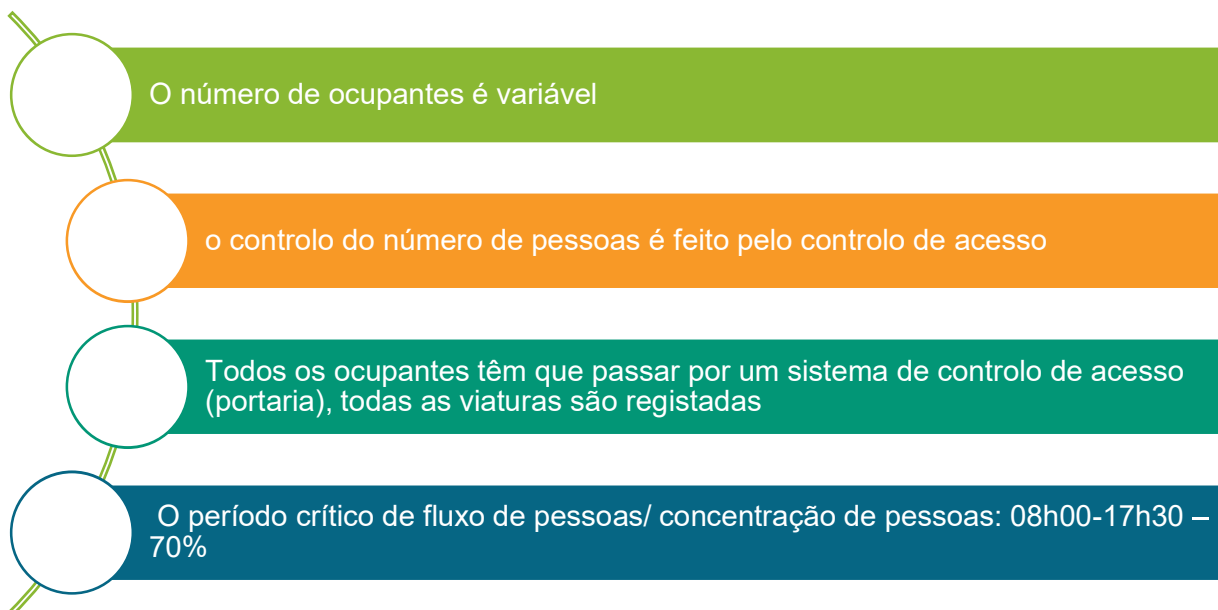 O número de ocupantes é variável
o controlo do número de pessoas é feito pelo controlo de acesso
Todos os ocupantes têm que passar por um sistema de controlo de acesso
(portaria), todas as viaturas são registadas
O período crítico de fluxo de pessoas/ concentração de pessoas: 08h00-17h30 –
70%